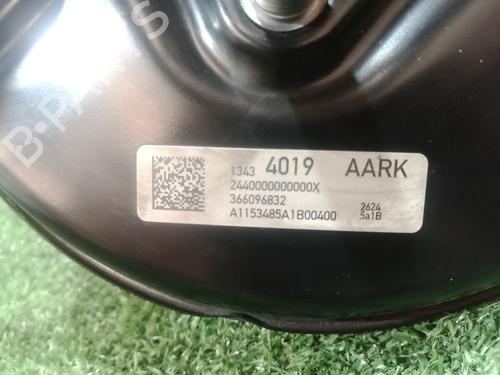 B-PARTS
1343 4019 AARK
2440000000000X
366096832 2624
A1153485A1B00400 5a1B